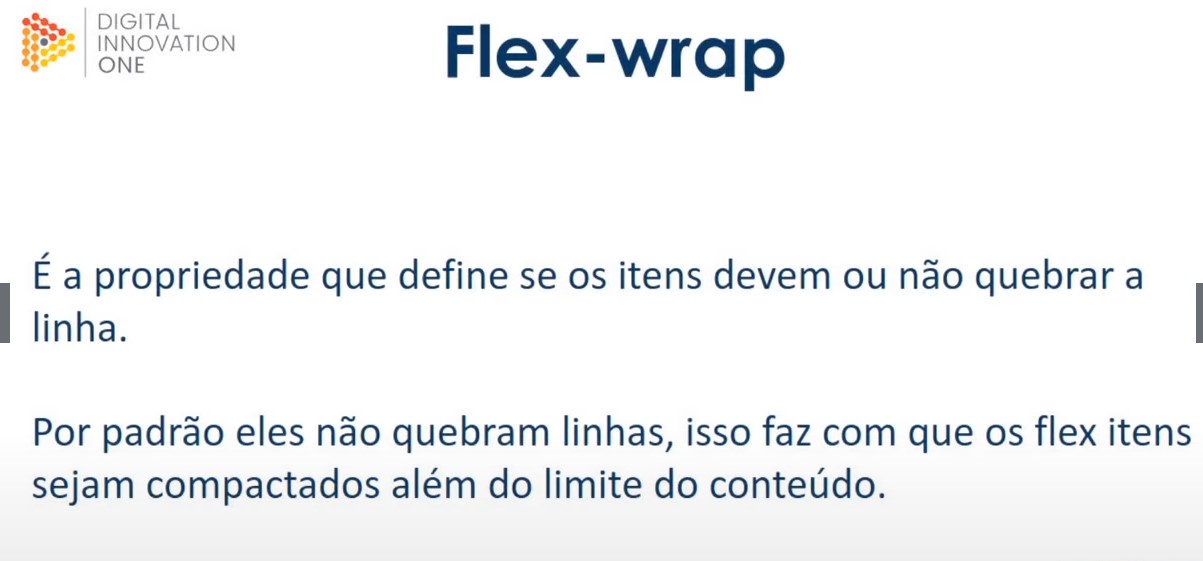 DIGITAL
INNOVATION
ONE
Flex-wrap
É a propriedade que define se os itens devem ou não quebrar a
linha.
Por padrão eles não quebram linhas, isso faz com que os flex itens
sejam compactados além do limite do conteúdo.